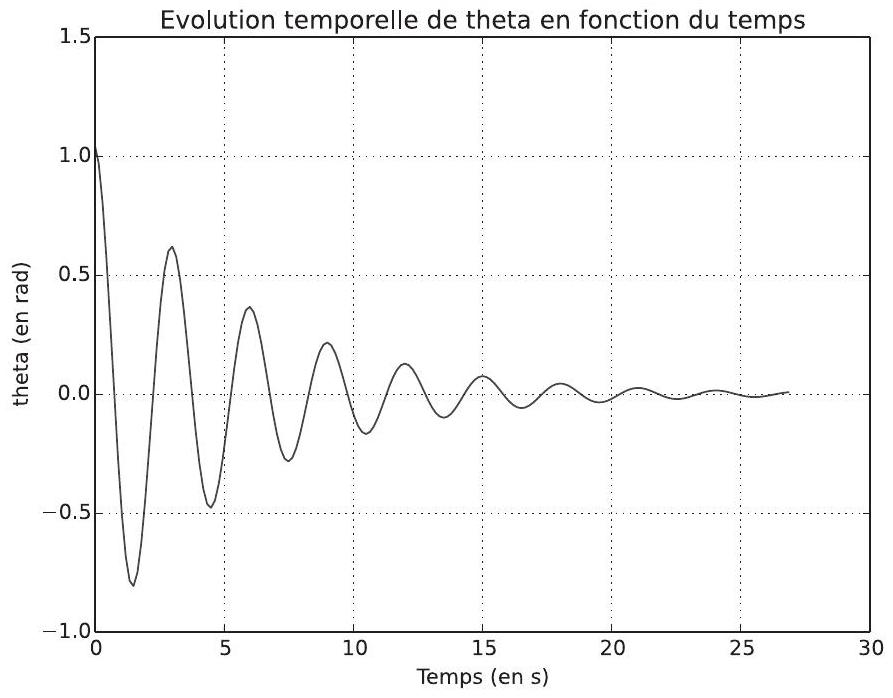 Evolution temporelle de theta en fonction du temps
1.5
1.0
0.5
0.0
−0.5
−1.0
theta (en rad)
0 5 10 15 20 25 30
Temps (en s)